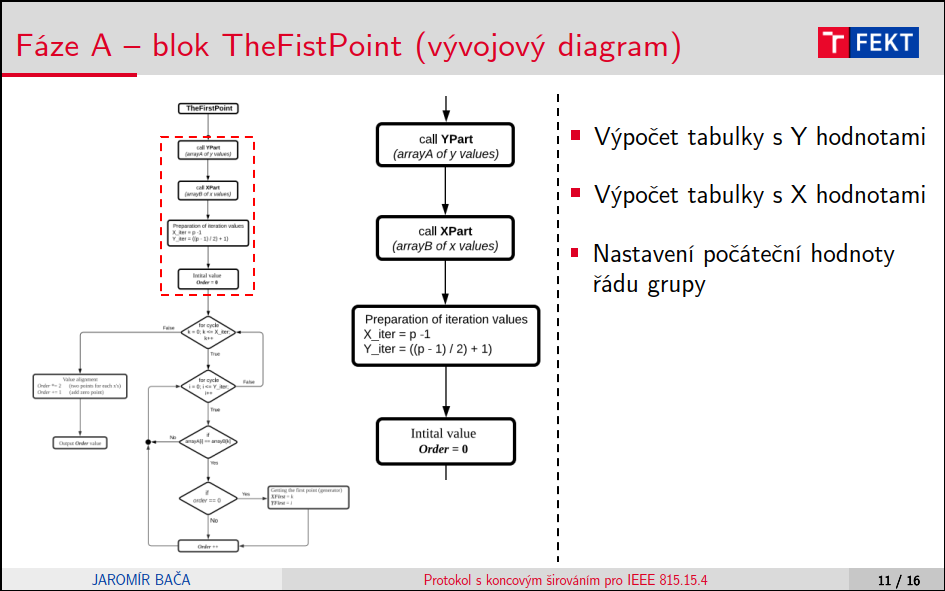 Fáze A – blok TheFistPoint (vývojový diagram)
FEKT
TheFirstPoint
call YPart
(arrayA of y values)
call XPart
(arrayB of x values)
Preparation of iteration values
X_iter = p -1
Y_iter = ((p - 1) / 2) + 1)
Intital value
Order = 0
for cycle
k = 0; k <= X_iter;
k++
False
True
for cycle
i = 0; i <= Y_iter;
i++
False
True
Value alignment
Order *= 2 (two points for each x's)
Order += 1 (add zero point)
Output Order value
if
arrayA[i] == arrayB[k]
No
Yes
if
order == 0
Yes
No
Getting the first point (generator)
XFirst = k
YFirst = i
Order ++
call YPart
(arrayA of y values)
call XPart
(arrayB of x values)
Preparation of iteration values
X_iter = p -1
Y_iter = ((p - 1) / 2) + 1)
Intital value
Order = 0
Výpočet tabulky s Y hodnotami
Výpočet tabulky s X hodnotami
Nastavení počáteční hodnoty
řádu grupy
JAROMÍR BAČA
Protokol s koncovým širováním pro IEEE 815.15.4
11 / 16